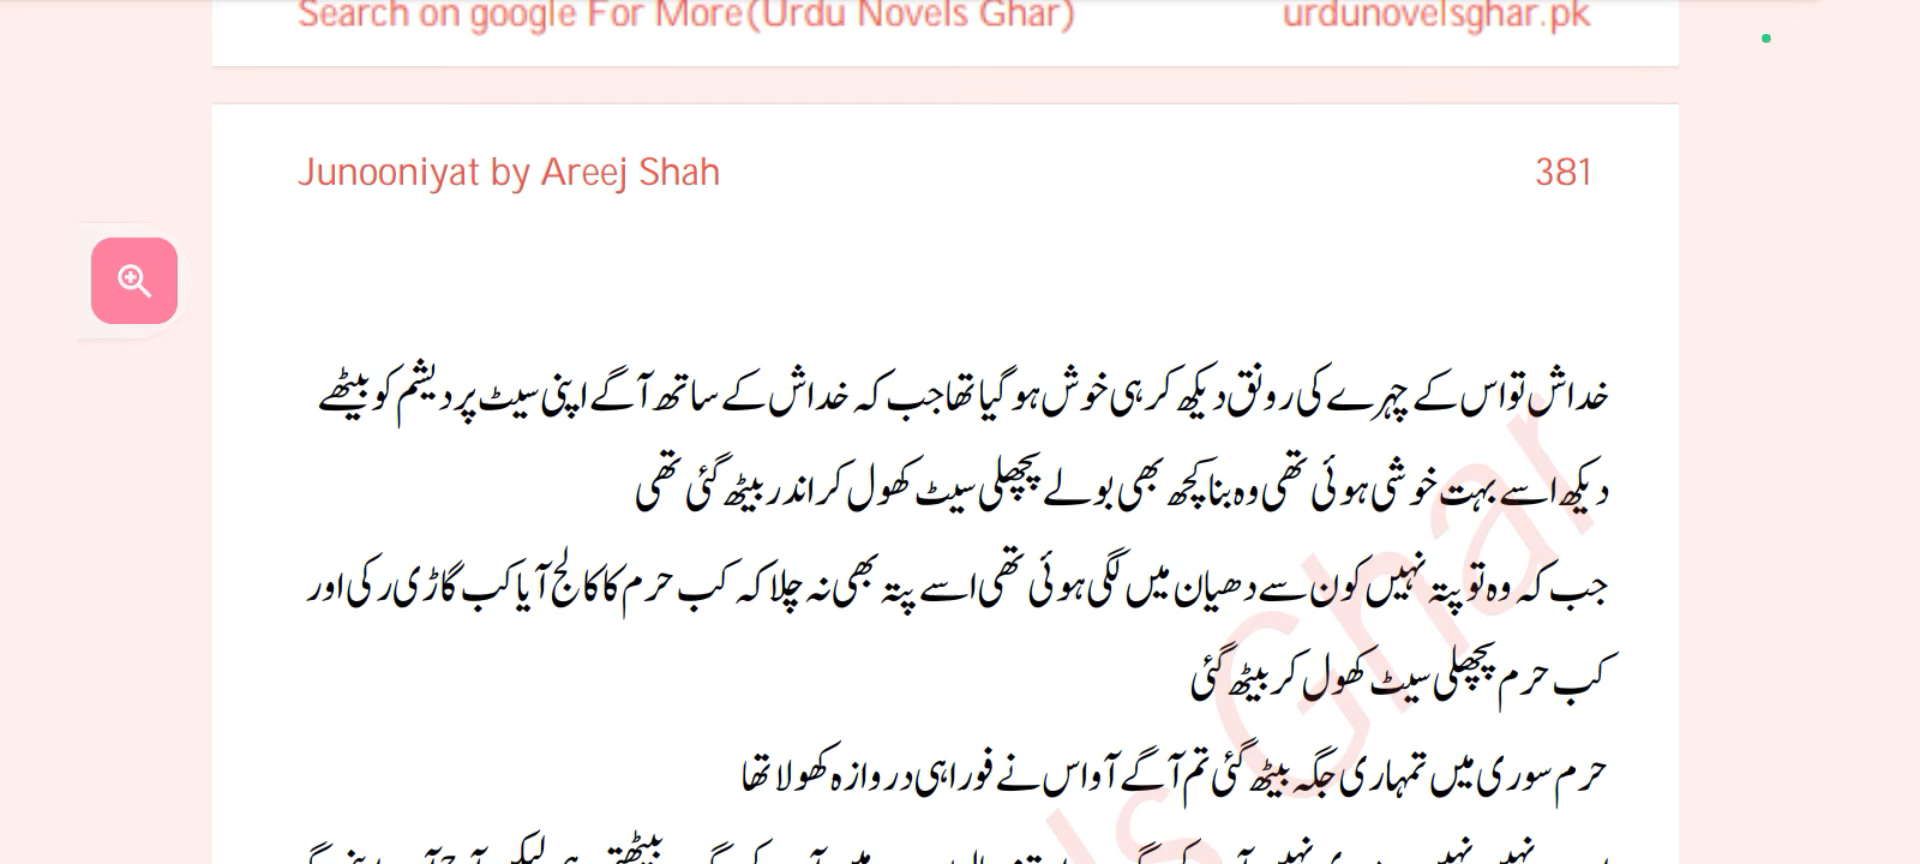 Search on google For More(Urdu Novels Ghar) urdunovelsghar.pk
Junooniyat by Areej Shah 381
خداش تو اس کے چہرے کی رونق دیکھ کر ہی خوش ہو گیا تھا جب کہ خداش کے ساتھ آگے اپنی سیٹ پر دیشم کو بیٹھے
دیکھ اسے بہت خوشی ہوئی تھی وہ بنا کچھ بھی بولے پچھلی سیٹ کھول کر اندر بیٹھ گئی تھی
جب کہ وہ تو پتہ نہیں کون سے دھیان میں لگی ہوئی تھی اسے پتہ بھی نہ چلا کہ کب حرم کا کالج آیا کب گاڑی رکی اور
کب حرم پچھلی سیٹ کھول کر بیٹھ گئی
حرم سوری میں تمہاری جگہ بیٹھ گئی تم آگے آو اس نے فورا ہی دروازہ کھولا تھا
ls Ghar